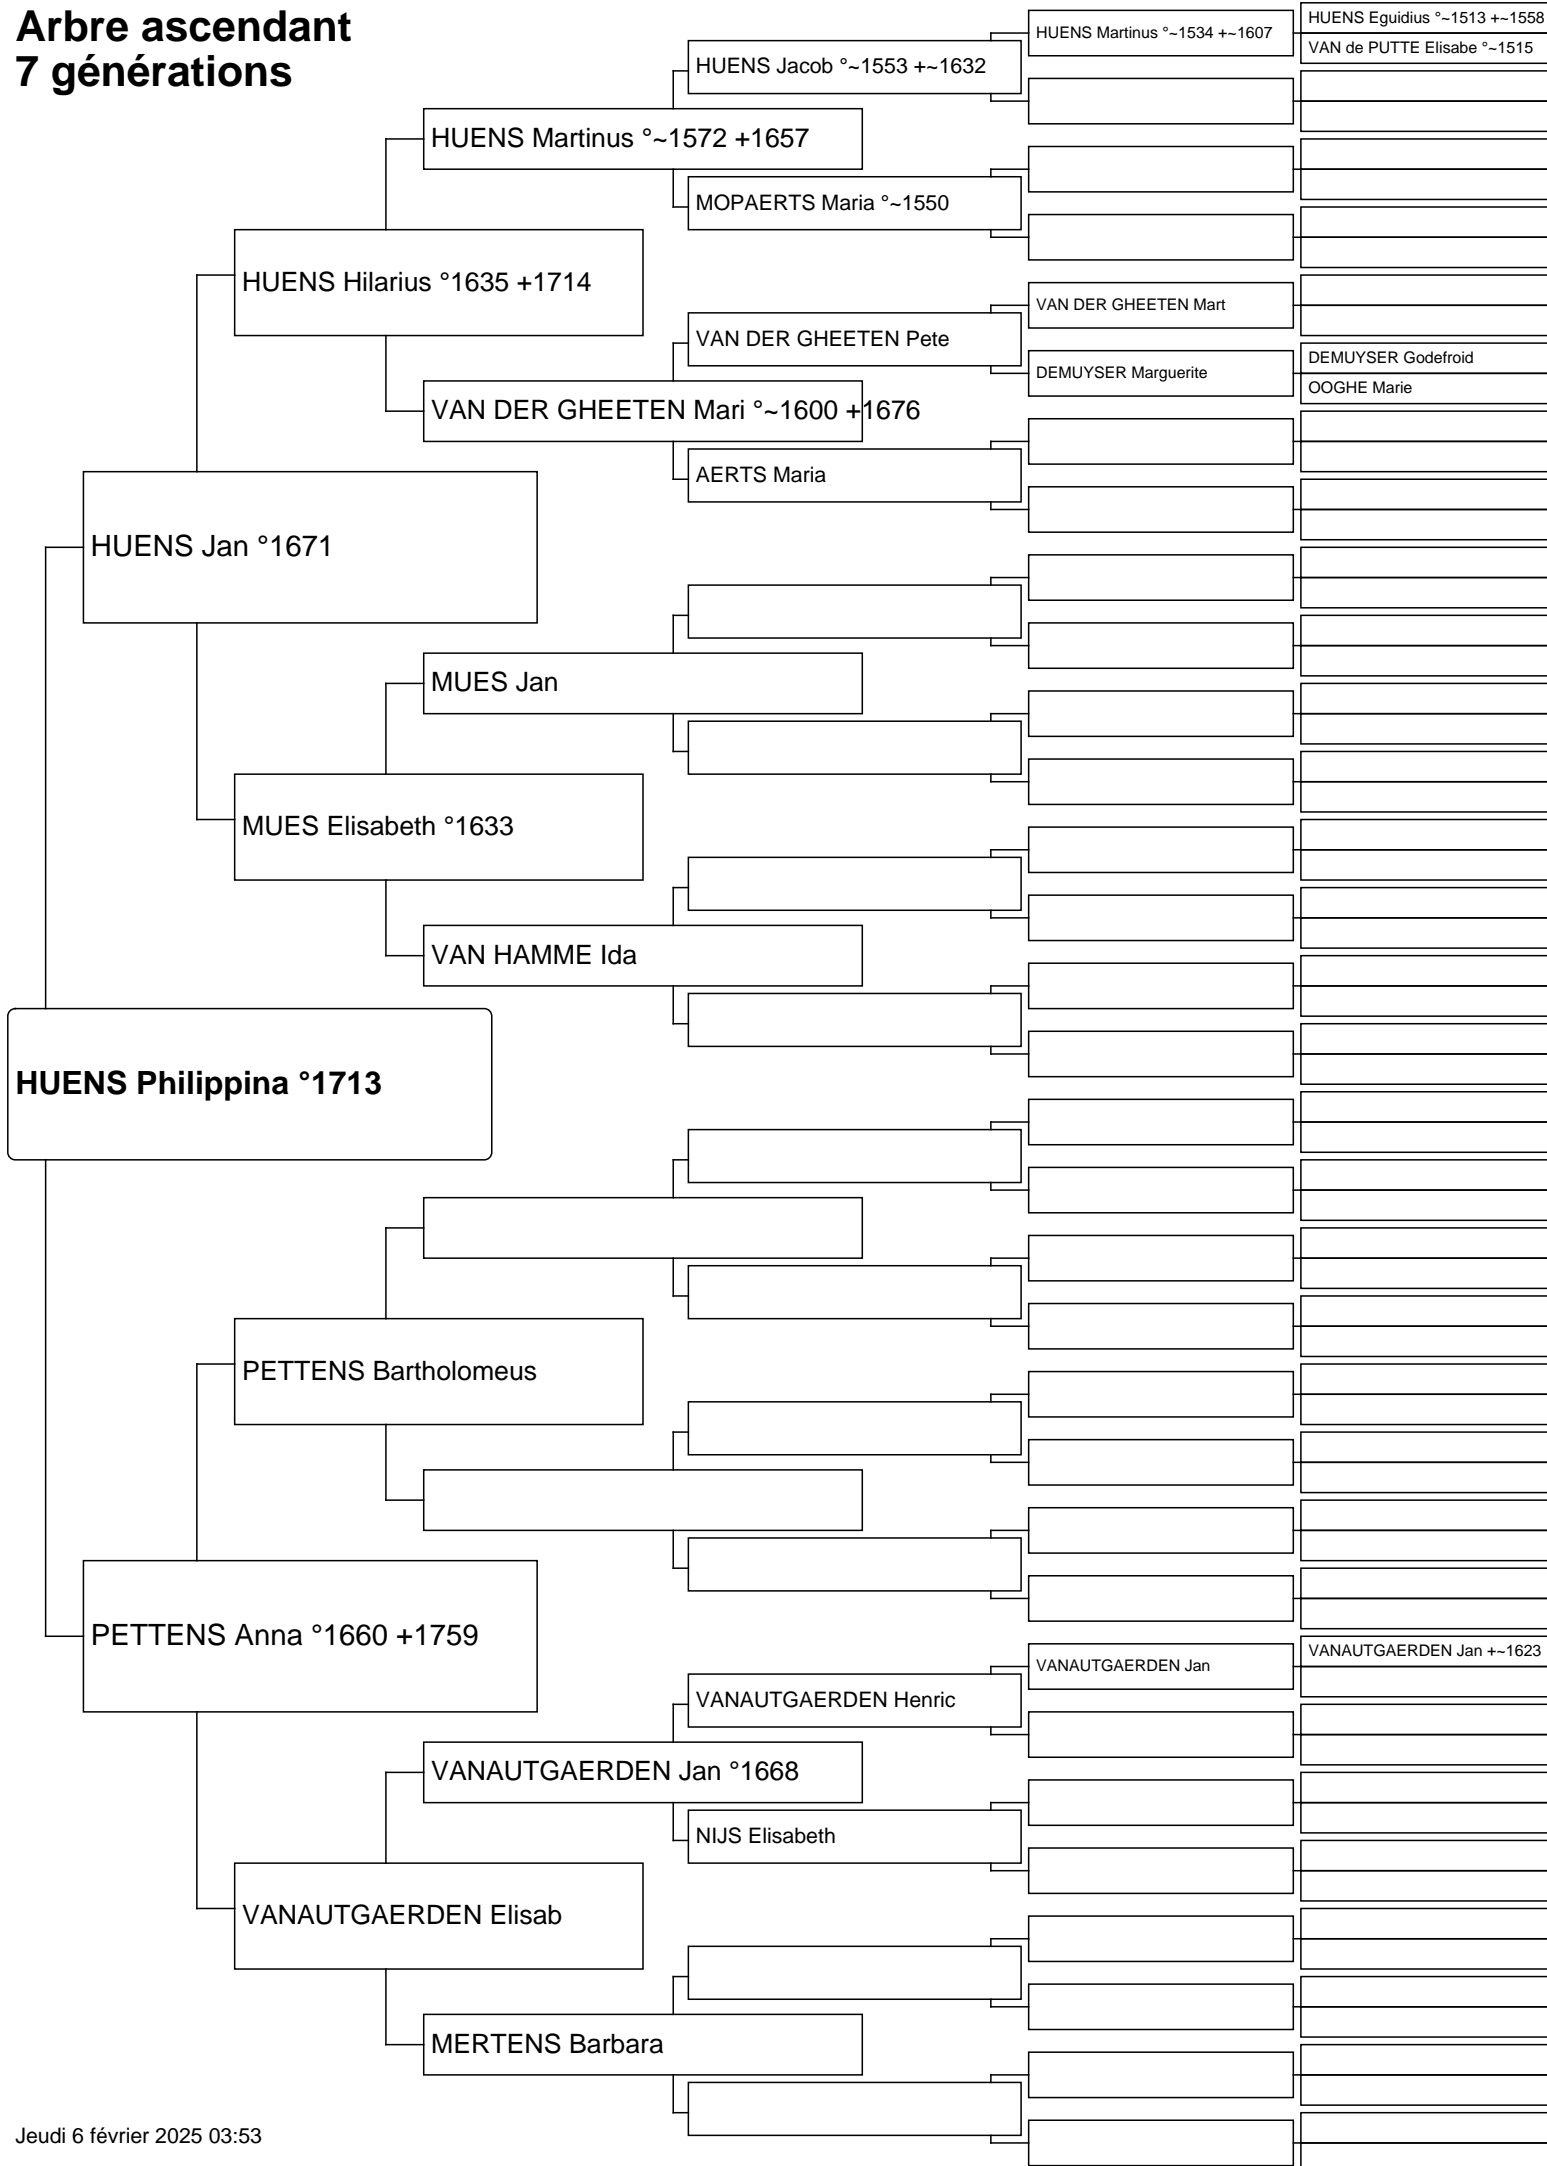 Arbre ascendant
7 générations
HUENS Eguidius °~1513 +~1558
HUENS Martinus °~1534 +~1607
VAN de PUTTE Elisabe °~1515
HUENS Jacob °~1553 +~1632
HUENS Martinus °~1572 +1657
MOPAERTS Maria °~1550
HUENS Hilarius °1635 +1714
VAN DER GHEETEN Mart
VAN DER GHEETEN Pete
DEMUYSER Godefroid
DEMUYSER Marguerite
OOGHE Marie
VAN DER GHEETEN Mari °~1600 +1676
AERTS Maria
HUENS Jan °1671
MUES Jan
MUES Elisabeth °1633
VAN HAMME Ida
HUENS Philippina °1713
PETTENS Bartholomeus
PETTENS Anna °1660 +1759
VANAUTGAERDEN Jan +~1623
VANAUTGAERDEN Jan
VANAUTGAERDEN Henric
VANAUTGAERDEN Jan °1668
NIJS Elisabeth
VANAUTGAERDEN Elisab
MERTENS Barbara
Jeudi 6 février 2025 03:53